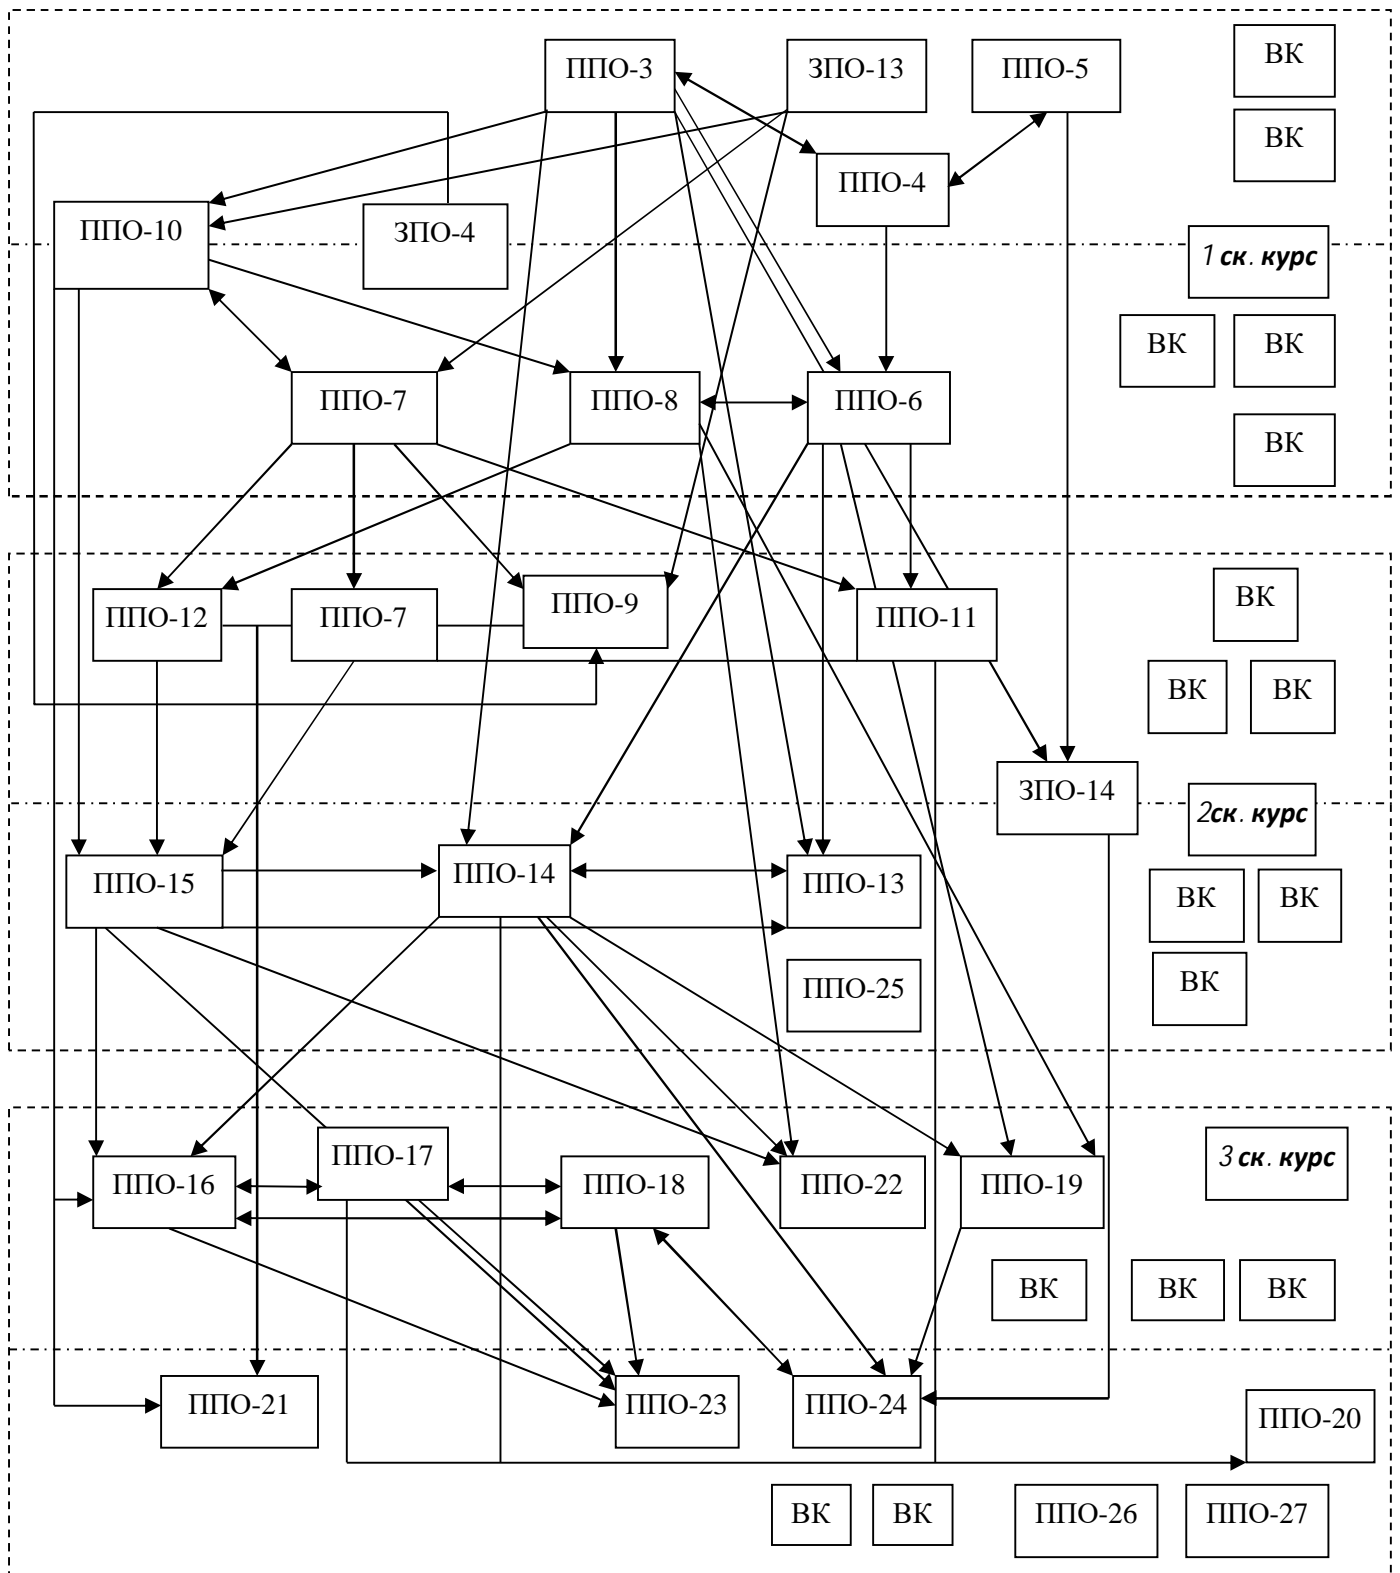 ППО-3
ЗПО-13
ППО-5
ВК
ВК
ППО-4
ППО-10
ЗПО-4
1 ск. курс
ВК
ВК
ППО-7
ППО-8
ППО-6
ВК
ВК
ППО-12
ППО-7
ППО-9
ППО-11
ВК
ВК
ЗПО-14
2ск. курс
ППО-15
ППО-14
ППО-13
ВК
ВК
ППО-25
ВК
ППО-16
ППО-17
ППО-18
ППО-22
ППО-19
3 ск. курс
ВК
ВК
ВК
ППО-21
ППО-23
ППО-24
ППО-20
ВК
ВК
ППО-26
ППО-27